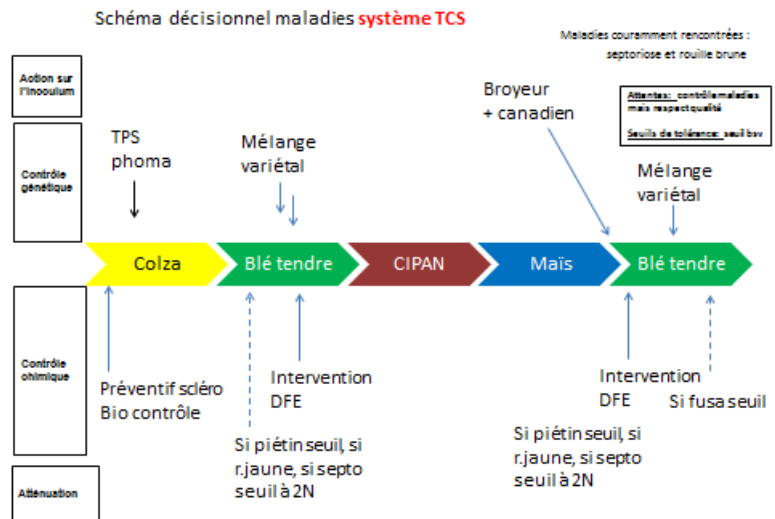 Schéma décisionnel maladies système TCS
Maladies couramment rencontrées :
septoriose et rouille brune
Action sur
l'inoculum
Broyeur
+ canadien
Attentes: contrôle maladies
mais respect qualité
Seuils de tolérance: seuil bsv
Contrôle
génétique
TPS
phoma
Mélange
variétal
Mélange
variétal
Colza
Blé tendre
CIPAN
Maïs
Blé tendre
Contrôle
chimique
Préventif scléro
Bio contrôle
Intervention
DFE
Si piétin seuil, si
r.jaune, si septo
seuil à 2N
Intervention
DFE
Si fusa seuil
Si piétin seuil, si
r.jaune, si septo
seuil à 2N
Atténuation